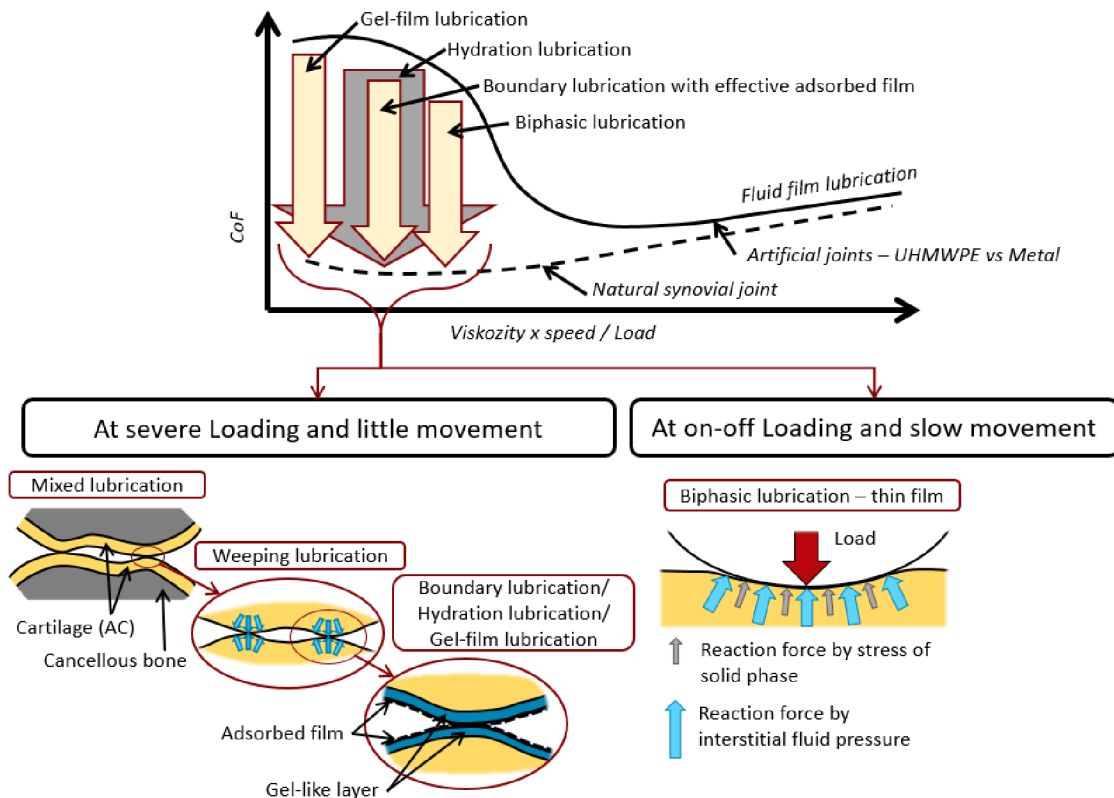 Gel-film lubrication
Hydration lubrication
Boundary lubrication with effective adsorbed film
Biphasic lubrication
CoF
Fluid film lubrication
Artificial joints – UHMWPE vs Metal
Natural synovial joint
Viskozity x speed / Load
At severe Loading and little movement
At on-off Loading and slow movement
Mixed lubrication
Cartilage (AC)
Cancellous bone
Weeping lubrication
Boundary lubrication/
Hydration lubrication/
Gel-film lubrication
Adsorbed film
Gel-like layer
Biphasic lubrication – thin film
Load
Reaction force by stress of
solid phase
Reaction force by
interstitial fluid pressure